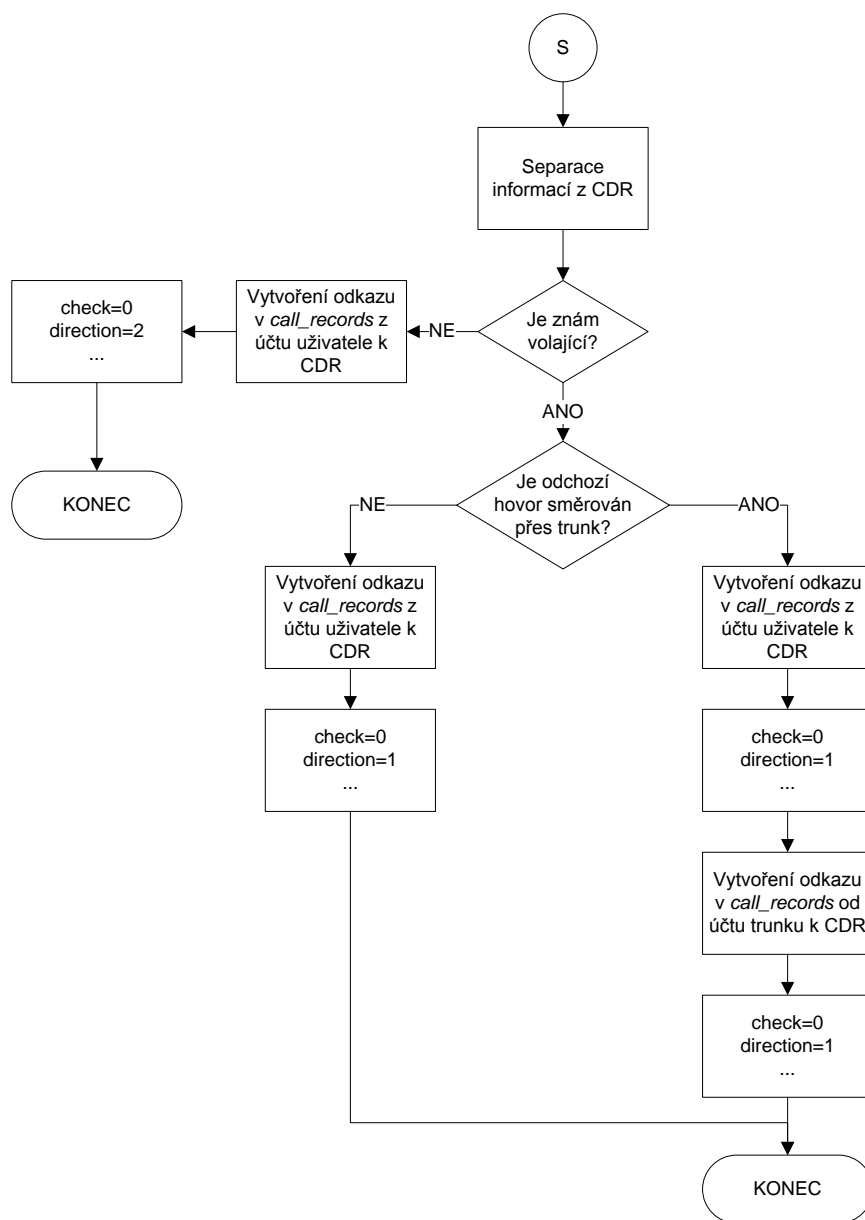 S
Separace
informací z CDR
Je znám
volající?
NE
Vytvoření odkazu
v call_records z
účtu uživatele k
CDR
check=0
direction=2
...
KONEC
ANO
Je odchozí
hovor směrován
přes trunk?
NE
ANO
Vytvoření odkazu
v call_records z
účtu uživatele k
CDR
check=0
direction=1
...
Vytvoření odkazu
v call_records z
účtu uživatele k
CDR
check=0
direction=1
...
Vytvoření odkazu
v call_records od
účtu trunku k CDR
check=0
direction=1
...
KONEC